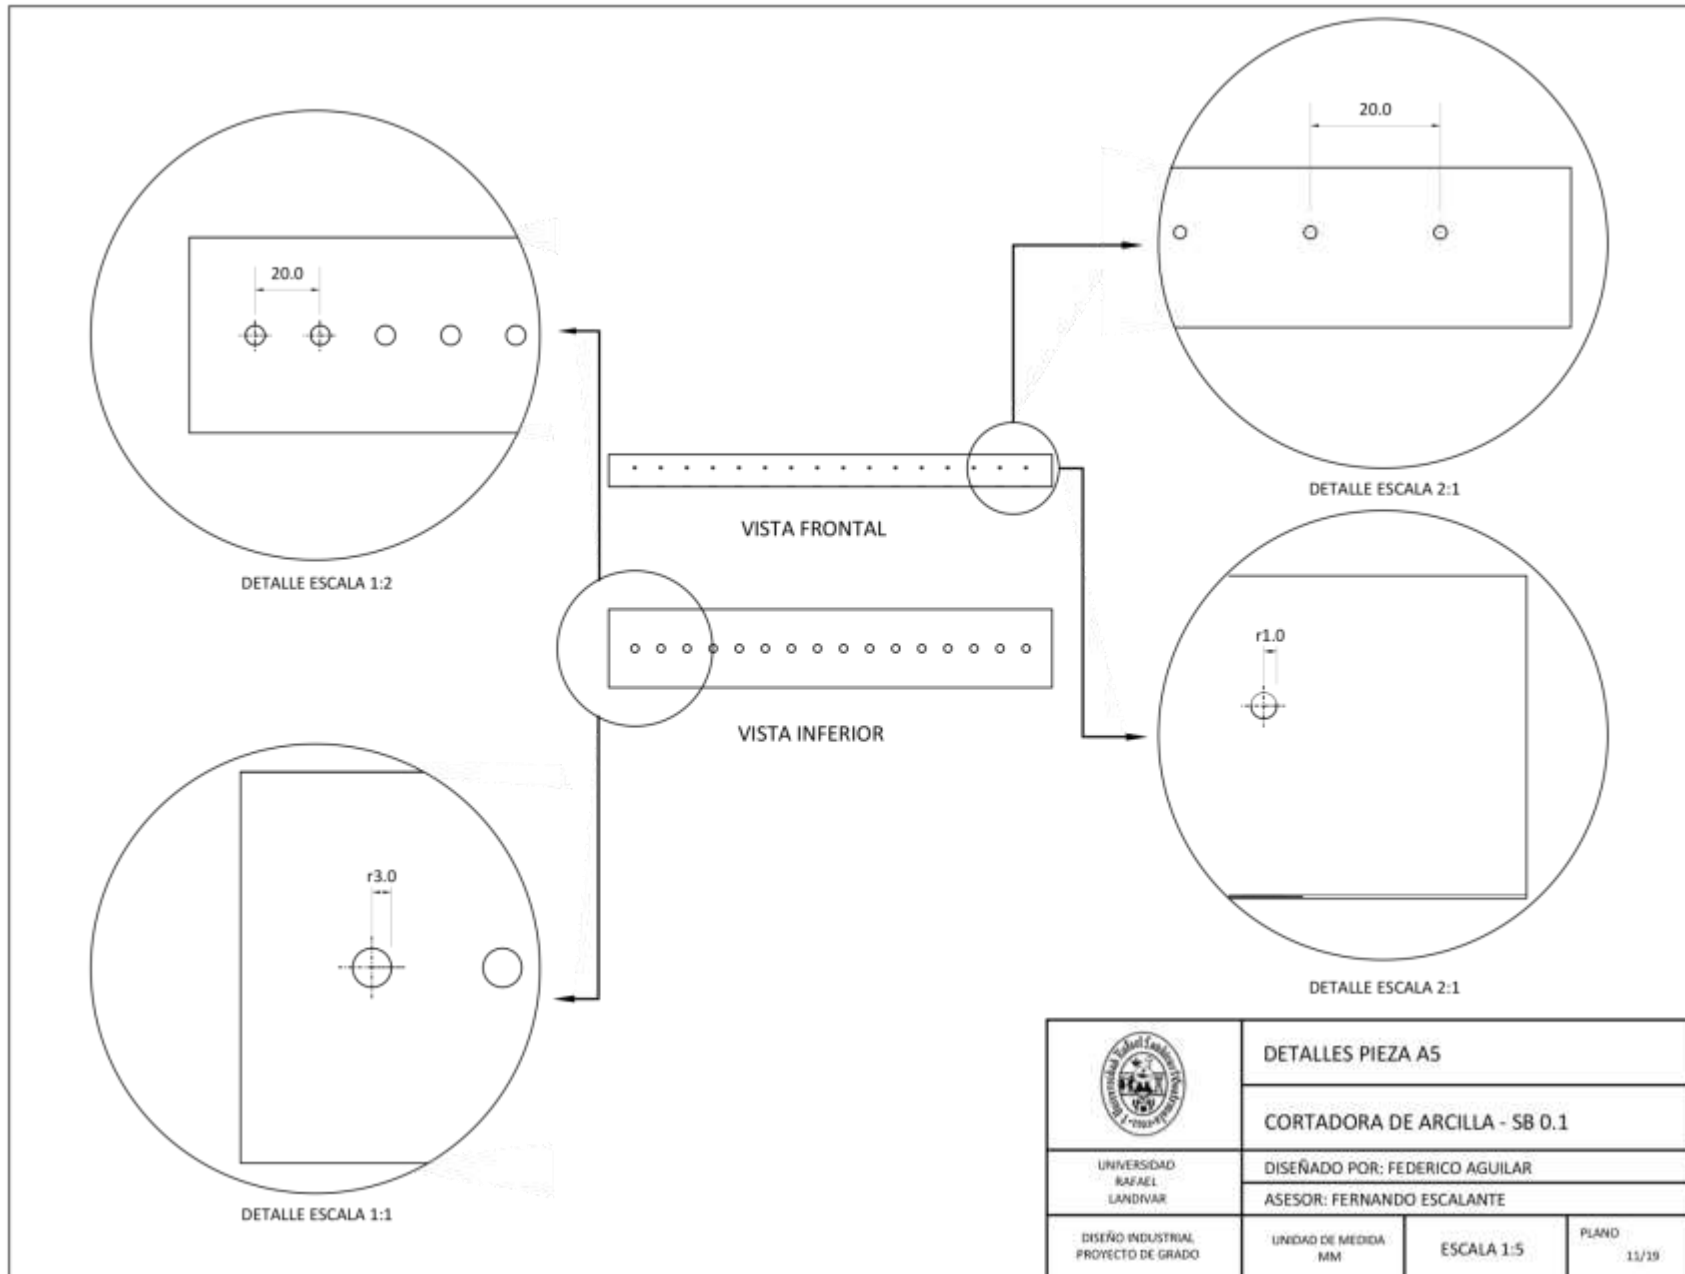 20.0
20.0
DETALLE ESCALA 2:1
VISTA FRONTAL
DETALLE ESCALA 1:2
r1.0
VISTA INFERIOR
r3.0
DETALLE ESCALA 2:1
DETALLE ESCALA 1:1
DETALLES PIEZA A5
CORTADORA DE ARCILLA - SB 0.1
UNIVERSIDAD
RAFAEL
LANDIVAR
DISEÑADO POR: FEDERICO AGUILAR
ASESOR: FERNANDO ESCALANTE
DISEÑO INDUSTRIAL
PROYECTO DE GRADO
UNIDAD DE MEDIDA
MM
ESCALA 1:5
PLANO
11/19